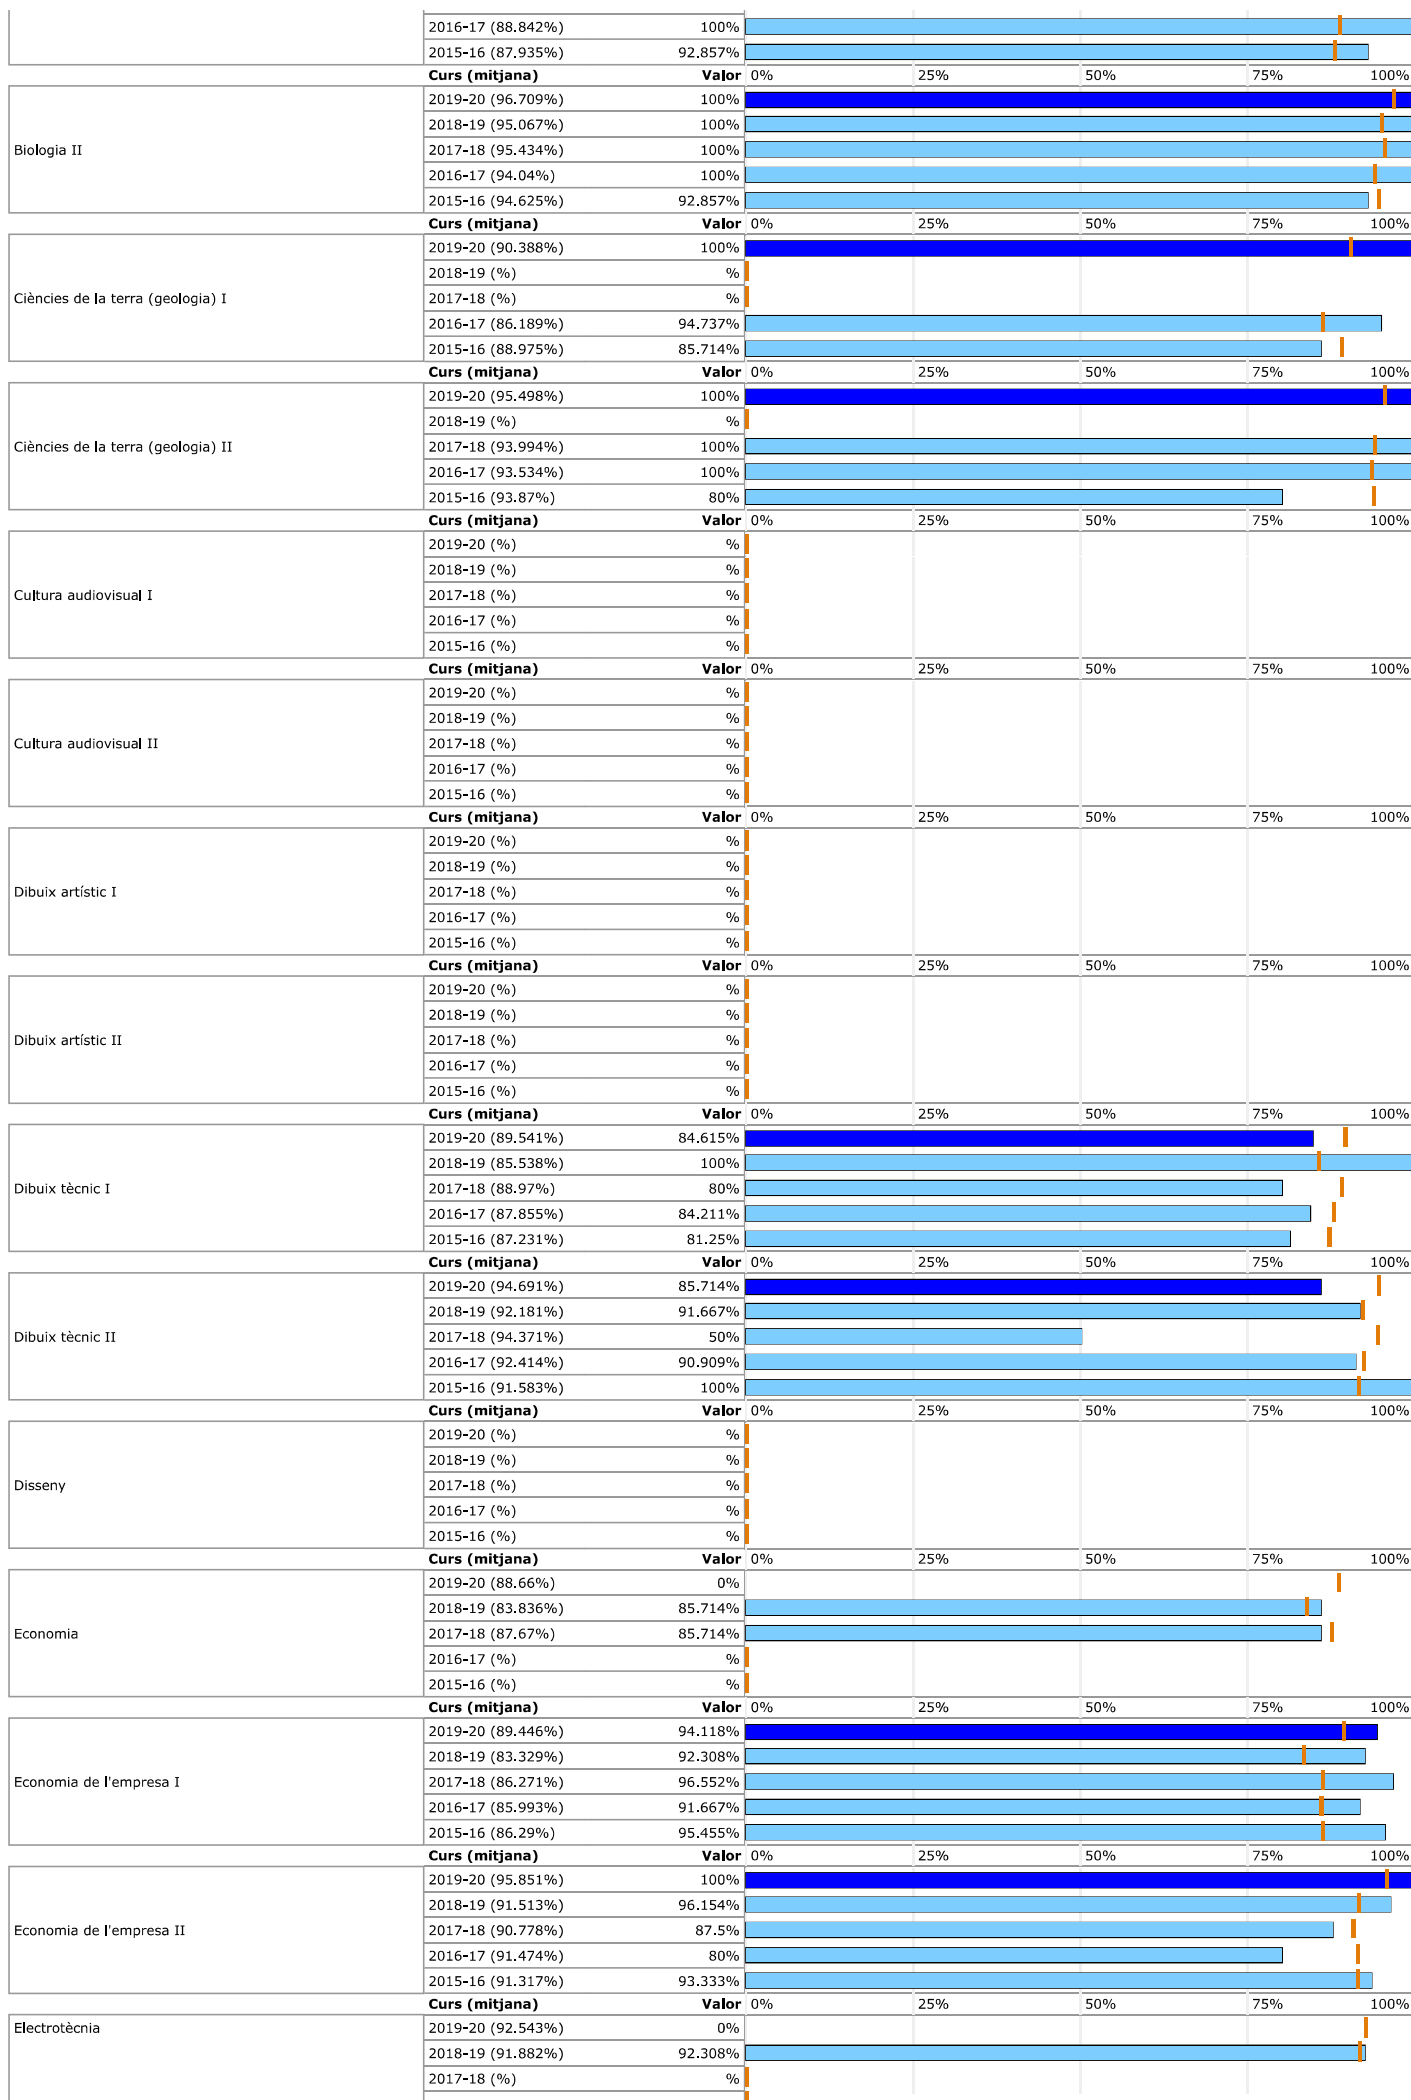 2016-17 (88.842%) 100%
2015-16 (87.935%) 92.857%
Curs (mitjana) Valor 0% 25% 50% 75% 100%
2019-20 (96.709%) 100%
2018-19 (95.067%) 100%
Biologia II 2017-18 (95.434%) 100%
2016-17 (94.04%) 100%
2015-16 (94.625%) 92.857%
Curs (mitjana) Valor 0% 25% 50% 75% 100%
2019-20 (90.388%) 100%
2018-19 (%) %
Ciències de la terra (geologia) I 2017-18 (%) %
2016-17 (86.189%) 94.737%
2015-16 (88.975%) 85.714%
Curs (mitjana) Valor 0% 25% 50% 75% 100%
2019-20 (95.498%) 100%
2018-19 (%) %
Ciències de la terra (geologia) II 2017-18 (93.994%) 100%
2016-17 (93.534%) 100%
2015-16 (93.87%) 80%
Curs (mitjana) Valor 0% 25% 50% 75% 100%
2019-20 (%) %
2018-19 (%) %
Cultura audiovisual I 2017-18 (%) %
2016-17 (%) %
2015-16 (%) %
Curs (mitjana) Valor 0% 25% 50% 75% 100%
2019-20 (%) %
2018-19 (%) %
Cultura audiovisual II 2017-18 (%) %
2016-17 (%) %
2015-16 (%) %
Curs (mitjana) Valor 0% 25% 50% 75% 100%
2019-20 (%) %
2018-19 (%) %
Dibuix artístic I 2017-18 (%) %
2016-17 (%) %
2015-16 (%) %
Curs (mitjana) Valor 0% 25% 50% 75% 100%
2019-20 (%) %
2018-19 (%) %
Dibuix artístic II 2017-18 (%) %
2016-17 (%) %
2015-16 (%) %
Curs (mitjana) Valor 0% 25% 50% 75% 100%
2019-20 (89.541%) 84.615%
2018-19 (85.538%) 100%
Dibuix tècnic I 2017-18 (88.97%) 80%
2016-17 (87.855%) 84.211%
2015-16 (87.231%) 81.25%
Curs (mitjana) Valor 0% 25% 50% 75% 100%
2019-20 (94.691%) 85.714%
2018-19 (92.181%) 91.667%
Dibuix tècnic II 2017-18 (94.371%) 50%
2016-17 (92.414%) 90.909%
2015-16 (91.583%) 100%
Curs (mitjana) Valor 0% 25% 50% 75% 100%
2019-20 (%) %
2018-19 (%) %
Disseny 2017-18 (%) %
2016-17 (%) %
2015-16 (%) %
Curs (mitjana) Valor 0% 25% 50% 75% 100%
2019-20 (88.66%) 0%
2018-19 (83.836%) 85.714%
Economia 2017-18 (87.67%) 85.714%
2016-17 (%) %
2015-16 (%) %
Curs (mitjana) Valor 0% 25% 50% 75% 100%
2019-20 (89.446%) 94.118%
2018-19 (83.329%) 92.308%
Economia de l'empresa I 2017-18 (86.271%) 96.552%
2016-17 (85.993%) 91.667%
2015-16 (86.29%) 95.455%
Curs (mitjana) Valor 0% 25% 50% 75% 100%
2019-20 (95.851%) 100%
2018-19 (91.513%) 96.154%
Economia de l'empresa II 2017-18 (90.778%) 87.5%
2016-17 (91.474%) 80%
2015-16 (91.317%) 93.333%
Curs (mitjana) Valor 0% 25% 50% 75% 100%
Electrotècnia 2019-20 (92.543%) 0%
2018-19 (91.882%) 92.308%
2017-18 (%) %